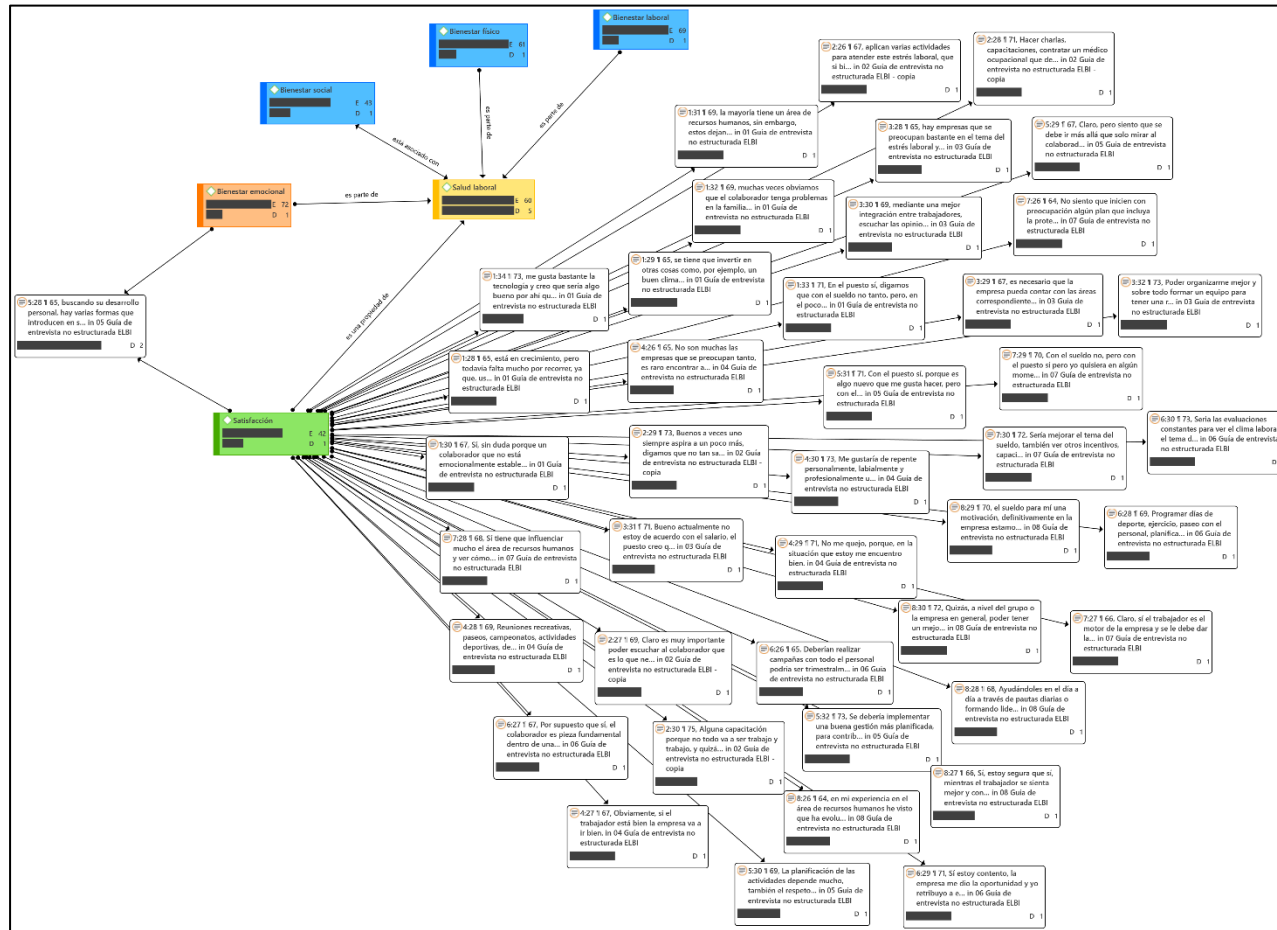 Bienestar laboral
E 69
D 1
Bienestar físico
E 61
D 1
Bienestar social
E 43
D 1
Bienestar emocional
E 72
D 1
Salud laboral
E 60
D 5
es parte de
es parte de
está asociado con
es parte de
es una propiedad de
Satisfacción
E 42
D 1
5:28 ¶ 65, buscando su desarrollo
personal, hay varias formas que
introducen en s... in 05 Guía de
entrevista no estructurada ELBI
D 2
2:26 ¶ 67, aplican varias actividades
para atender este estrés laboral, que
si bi... in 02 Guía de entrevista no
estructurada ELBI - copia
D 1
2:28 ¶ 71, Hacer charlas,
capacitaciones, contratar un médico
ocupacional que de... in 02 Guía de
entrevista no estructurada ELBI -
copia
D 1
1:31 ¶ 69, la mayoría tiene un área de
recursos humanos, sin embargo,
estos dejan... in 01 Guía de entrevista
no estructurada ELBI
D 1
3:28 ¶ 65, hay empresas que se
preocupan bastante en el tema del
estrés laboral y... in 03 Guía de
entrevista no estructurada ELBI
D 1
5:29 ¶ 67, Claro, pero siento que se
debe ir más allá que solo mirar al
colaborad... in 05 Guía de entrevista
no estructurada ELBI
D 1
1:32 ¶ 69, muchas veces obviamos
que el colaborador tenga problemas
en la familia... in 01 Guía de
entrevista no estructurada ELBI
D 1
3:30 ¶ 69, mediante una mejor
integración entre trabajadores,
escuchar las opinio... in 03 Guía de
entrevista no estructurada ELBI
D 1
7:26 ¶ 64, No siento que inicien con
preocupación algún plan que incluya
la prote... in 07 Guía de entrevista
no estructurada ELBI
D 1
1:34 ¶ 73, me gusta bastante la
tecnología y creo que sería algo
bueno por ahí qu... in 01 Guía de
entrevista no estructurada ELBI
D 1
1:29 ¶ 65, se tiene que invertir en
otras cosas como, por ejemplo, un
buen clima... in 01 Guía de entrevista
no estructurada ELBI
D 1
1:33 ¶ 71, En el puesto sí, digamos
que con el sueldo no tanto, pero, en
el poco... in 01 Guía de entrevista
no estructurada ELBI
D 1
3:29 ¶ 67, es necesario que la
empresa pueda contar con las áreas
correspondiente... in 03 Guía de
entrevista no estructurada ELBI
D 1
3:32 ¶ 73, Poder organizarme mejor y
sobre todo formar un equipo para
tener una r... in 03 Guía de
entrevista no estructurada ELBI
D 1
1:28 ¶ 65, está en crecimiento, pero
todavía falta mucho por recorrer, ya
que, us... in 01 Guía de entrevista
no estructurada ELBI
D 1
4:26 ¶ 65, No son muchas las
empresas que se preocupan tanto,
es raro encontrar a... in 04 Guía de
entrevista no estructurada ELBI
D 1
5:31 ¶ 71, Con el puesto sí, porque es
algo nuevo que me gusta hacer, pero
con el... in 05 Guía de entrevista no
estructurada ELBI
D 1
7:29 ¶ 70, Con el sueldo no, pero con
el puesto sí pero yo quisiera en algún
mome... in 07 Guía de entrevista no
estructurada ELBI
D 1
1:30 ¶ 67, Sí, sin duda porque un
colaborador que no está
emocionalmente estable... in 01 Guía
de entrevista no estructurada ELBI
D 1
2:29 ¶ 73, Buenos a veces uno
siempre aspira a un poco más,
digamos que no tan sa... in 02 Guía
de entrevista no estructurada ELBI -
copia
D 1
4:30 ¶ 73, Me gustaría de repente
personalmente, labialmente y
profesionalmente u... in 04 Guía de
entrevista no estructurada ELBI
D 1
7:30 ¶ 72, Sería mejorar el tema del
sueldo, también ver otros incentivos,
capaci... in 07 Guía de entrevista no
estructurada ELBI
D 1
6:30 ¶ 73, Seria las evaluaciones
constantes para ver el clima laboral,
el tema d... in 06 Guía de entrevista
no estructurada ELBI
7:28 ¶ 68, Si tiene que influenciar
mucho el área de recursos humanos
y ver cómo... in 07 Guía de
entrevista no estructurada ELBI
D 1
3:31 ¶ 71, Bueno actualmente no
estoy de acuerdo con el salario, el
puesto creo q... in 03 Guía de
entrevista no estructurada ELBI
D 1
4:29 ¶ 71, No me quejo, porque, en la
situación que estoy me encuentro
bien. in 04 Guía de entrevista no
estructurada ELBI
D 1
8:29 ¶ 70, el sueldo para mí una
motivación, definitivamente en la
empresa estamo... in 08 Guía de
entrevista no estructurada ELBI
D 1
6:28 ¶ 69, Programar días de
deporte, ejercicio, paseo con el
personal, planifica... in 06 Guía de
entrevista no estructurada ELBI
D 1
4:28 ¶ 69, Reuniones recreativas,
paseos, campeonatos, actividades
deportivas, de... in 04 Guía de
entrevista no estructurada ELBI
D 1
2:27 ¶ 69, Claro es muy importante
poder escuchar al colaborador que
es lo que ne... in 02 Guía de
entrevista no estructurada ELBI -
copia
D 1
6:26 ¶ 65, Deberían realizar
campañas con todo el personal
podría ser trimestralm... in 06 Guía
de entrevista no estructurada ELBI
D 1
8:30 ¶ 72, Quizás, a nivel del grupo o
la empresa en general, poder tener
un mejo... in 08 Guía de entrevista
no estructurada ELBI
D 1
7:27 ¶ 66, Claro, sí el trabajador es el
motor de la empresa y se le debe dar
la... in 07 Guía de entrevista no
estructurada ELBI
D 1
6:27 ¶ 67, Por supuesto que sí, el
colaborador es pieza fundamental
dentro de una... in 06 Guía de
entrevista no estructurada ELBI
D 1
2:30 ¶ 75, Alguna capacitación
porque no todo va a ser trabajo y
trabajo, y quizá... in 02 Guía de
entrevista no estructurada ELBI -
copia
D 1
5:32 ¶ 73, Se debería implementar
una buena gestión más planificada,
para contrib... in 05 Guía de
entrevista no estructurada ELBI
D 1
8:28 ¶ 68, Ayudándoles en el día a
día a través de pautas diarias o
formando líde... in 08 Guía de
entrevista no estructurada ELBI
D 1
4:27 ¶ 67, Obviamente, si el
trabajador está bien la empresa va a
ir bien. in 04 Guía de entrevista no
estructurada ELBI
D 1
8:26 ¶ 64, en mi experiencia en el
área de recursos humanos he visto
que ha evolu... in 08 Guía de
entrevista no estructurada ELBI
D 1
8:27 ¶ 66, Sí, estoy segura que sí,
mientras el trabajador se sienta
mejor y con... in 08 Guía de
entrevista no estructurada ELBI
D 1
5:30 ¶ 69, La planificación de las
actividades depende mucho,
también el respeto... in 05 Guía de
entrevista no estructurada ELBI
D 1
6:29 ¶ 71, Sí estoy contento, la
empresa me dio la oportunidad y yo
retribuyo a e... in 06 Guía de
entrevista no estructurada ELBI
D 1